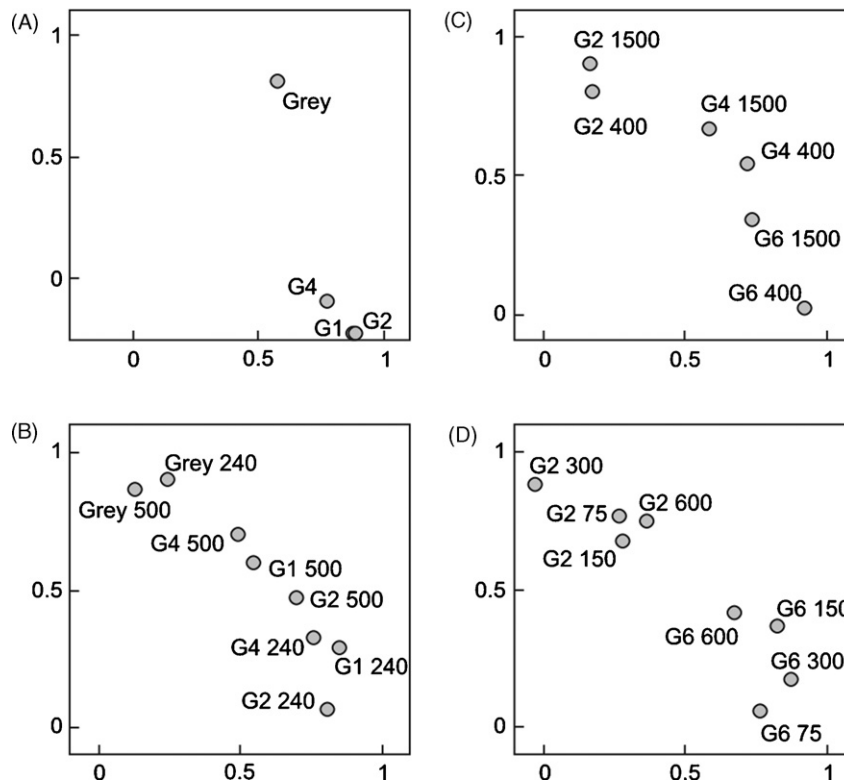 (A)
1
Grey
0.5
0
G4
G1 G2
0 0.5 1
(C)
1
G2 1500
G4 1500
G2 400
G4 400
0.5
G6 1500
G6 400
0
0 0.5 1
(B)
1
Grey 240
Grey 500
G4 500
G1 500
0.5
G2 500
G4 240
G1 240
G2 240
0
0 0.5 1
(D)
1
G2 300
G2 600
G2 75
G2 150
0.5
G6 150
G6 600
G6 300
G6 75
0
0 0.5 1